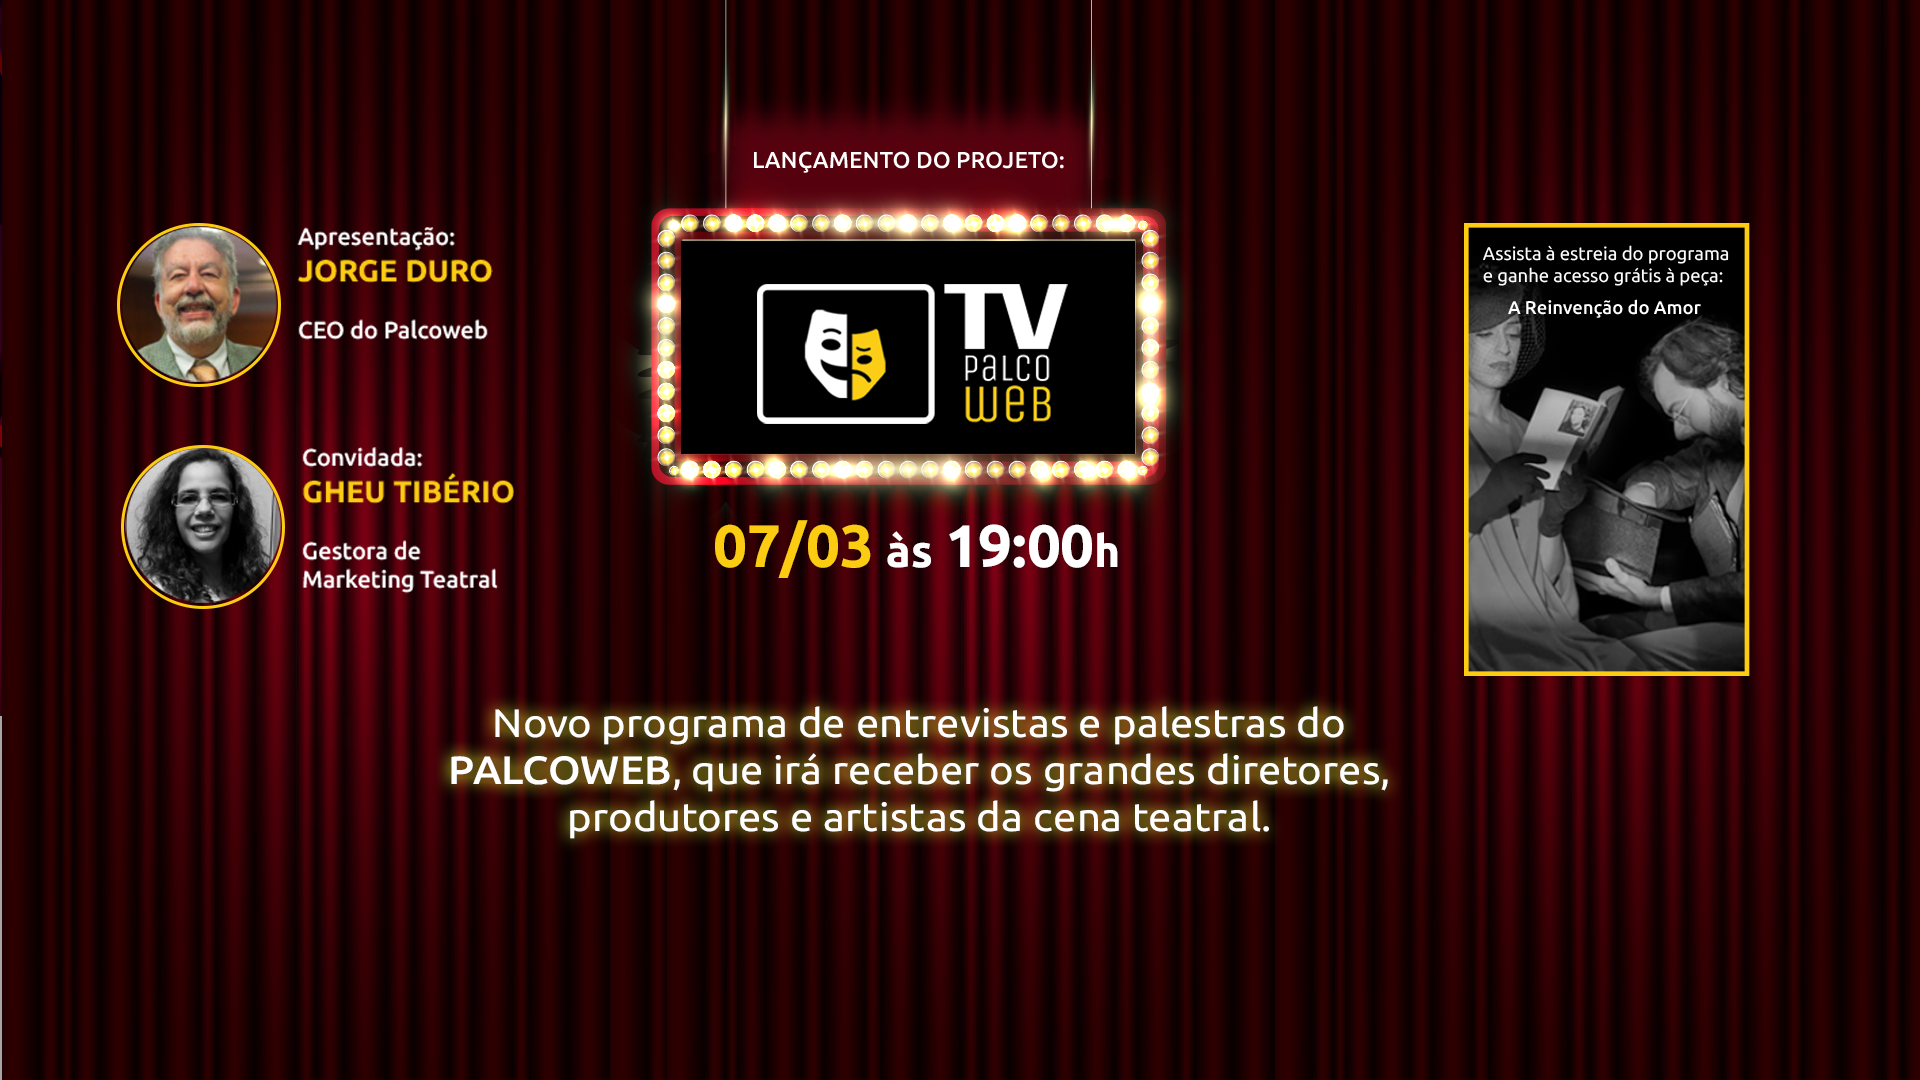 LANÇAMENTO DO PROJETO:
TV
PALCO
WEB
07/03 às 19:00h
Apresentação:
JORGE DURO
CEO do Palcoweb
Convidada:
GHEU TIBÉRIO
Gestora de
Marketing Teatral
Assista à estreia do programa
e ganhe acesso grátis à peça:
A Reinvenção do Amor
Novo programa de entrevistas e palestras do
PALCOWEB, que irá receber os grandes diretores,
produtores e artistas da cena teatral.